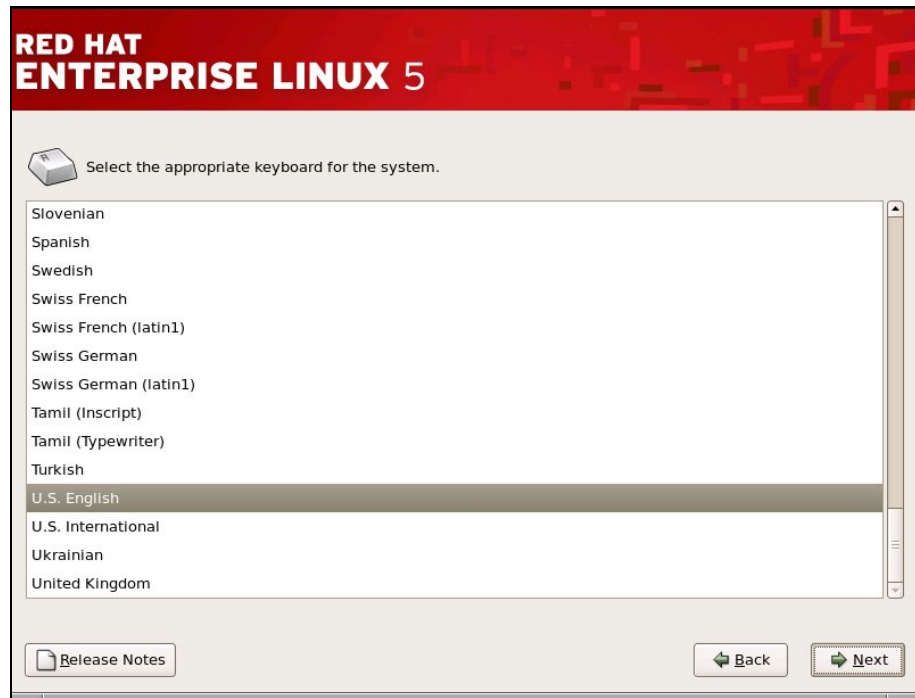 RED HAT
ENTERPRISE LINUX 5
R
Select the appropriate keyboard for the system.
Slovenian
Spanish
Swedish
Swiss French
Swiss French (latin1)
Swiss German
Swiss German (latin1)
Tamil (Inscript)
Tamil (Typewriter)
Turkish
U.S. English
U.S. International
Ukrainian
United Kingdom
Release Notes
Back
Next